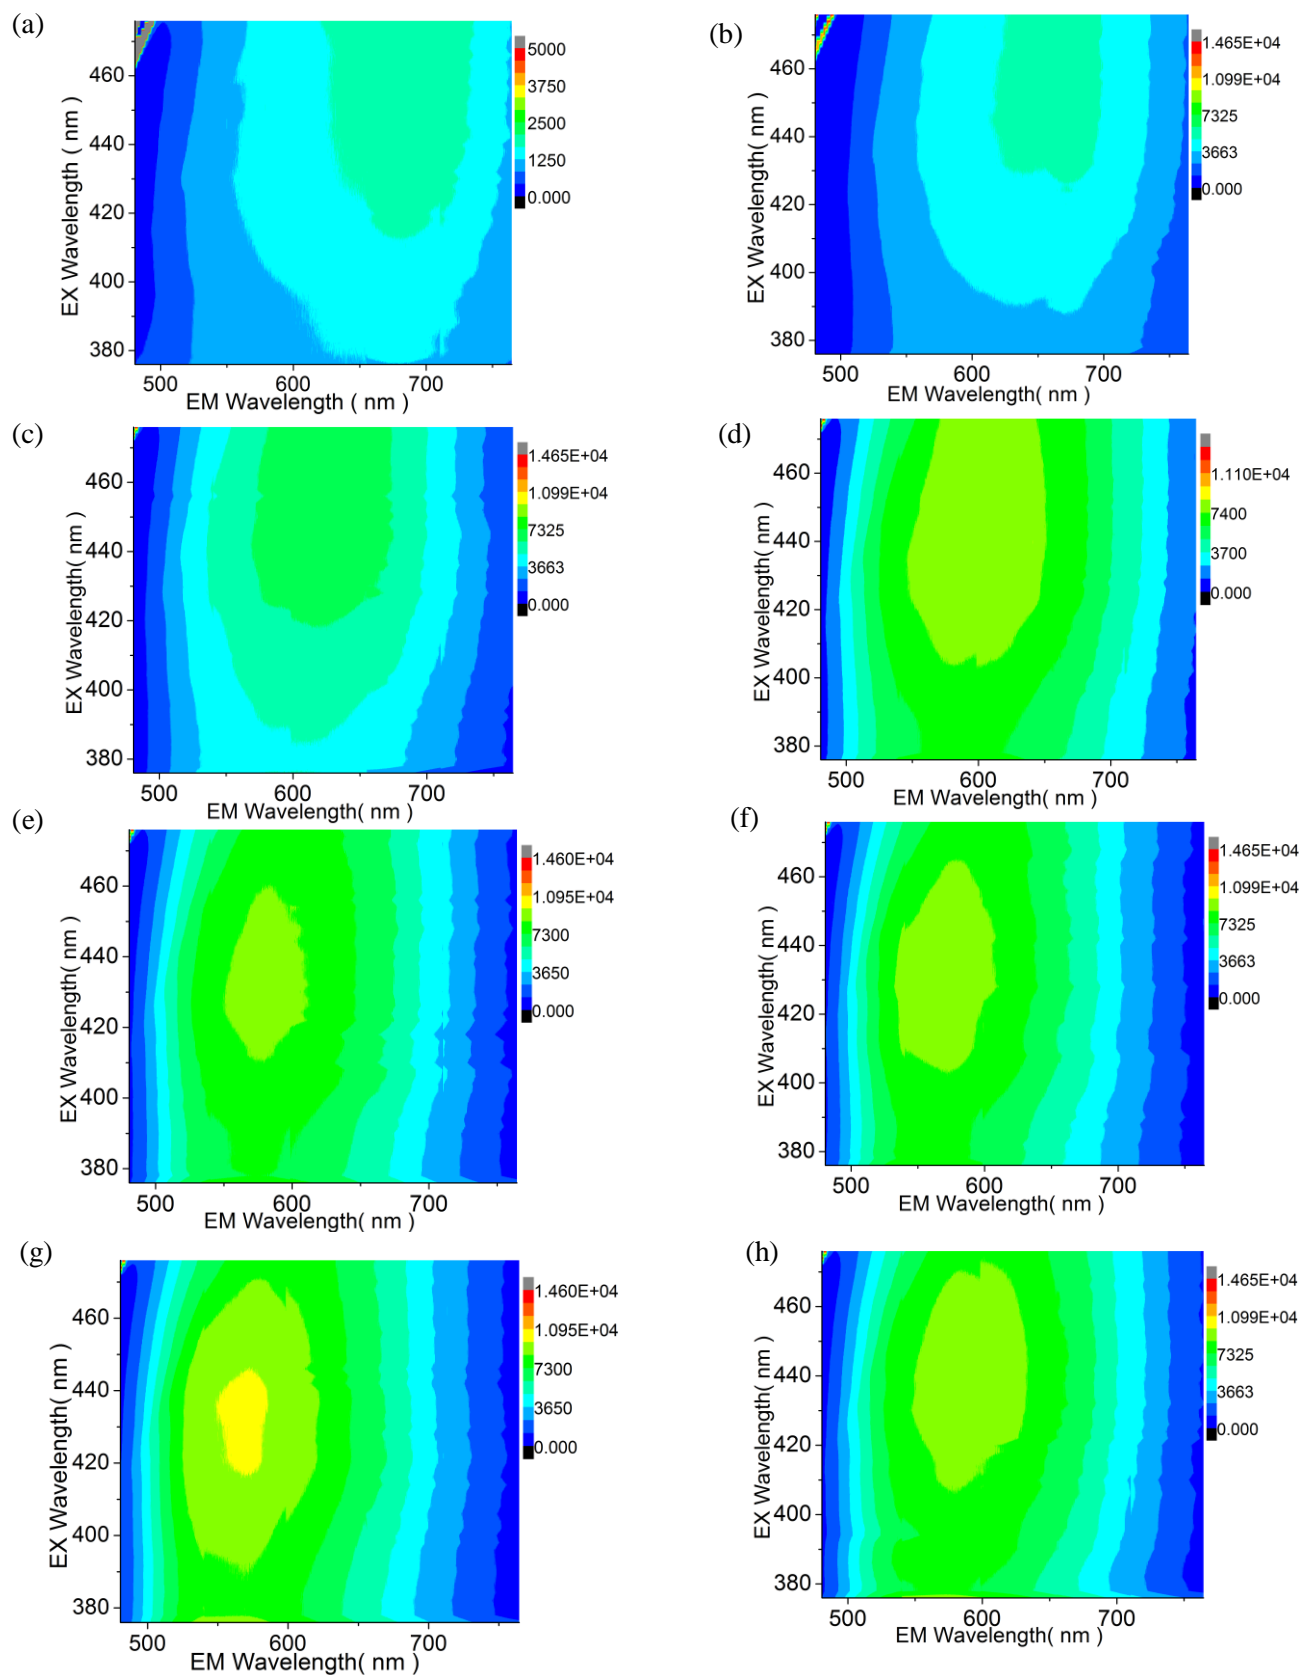 (a)
EX Wavelength ( nm )
460
440
420
400
380
500 600 700
EM Wavelength ( nm )
5000
3750
2500
1250
0.000
(b)
EX Wavelength( nm )
460
440
420
400
380
500 600 700
EM Wavelength( nm )
1.465E+04
1.099E+04
7325
3663
0.000
(c)
EX Wavelength( nm )
460
440
420
400
380
500 600 700
EM Wavelength( nm )
1.465E+04
1.099E+04
7325
3663
0.000
(d)
EX Wavelength( nm )
460
440
420
400
380
500 600 700
EM Wavelength( nm )
1.110E+04
7400
3700
0.000
(e)
EX Wavelength( nm )
460
440
420
400
380
500 600 700
EM Wavelength( nm )
1.460E+04
1.095E+04
7300
3650
0.000
(f)
EX Wavelength( nm )
460
440
420
400
380
500 600 700
EM Wavelength( nm )
1.465E+04
1.099E+04
7325
3663
0.000
(g)
EX Wavelength( nm )
460
440
420
400
380
500 600 700
EM Wavelength( nm )
1.460E+04
1.095E+04
7300
3650
0.000
(h)
EX Wavelength( nm )
460
440
420
400
380
500 600 700
EM Wavelength( nm )
1.465E+04
1.099E+04
7325
3663
0.000